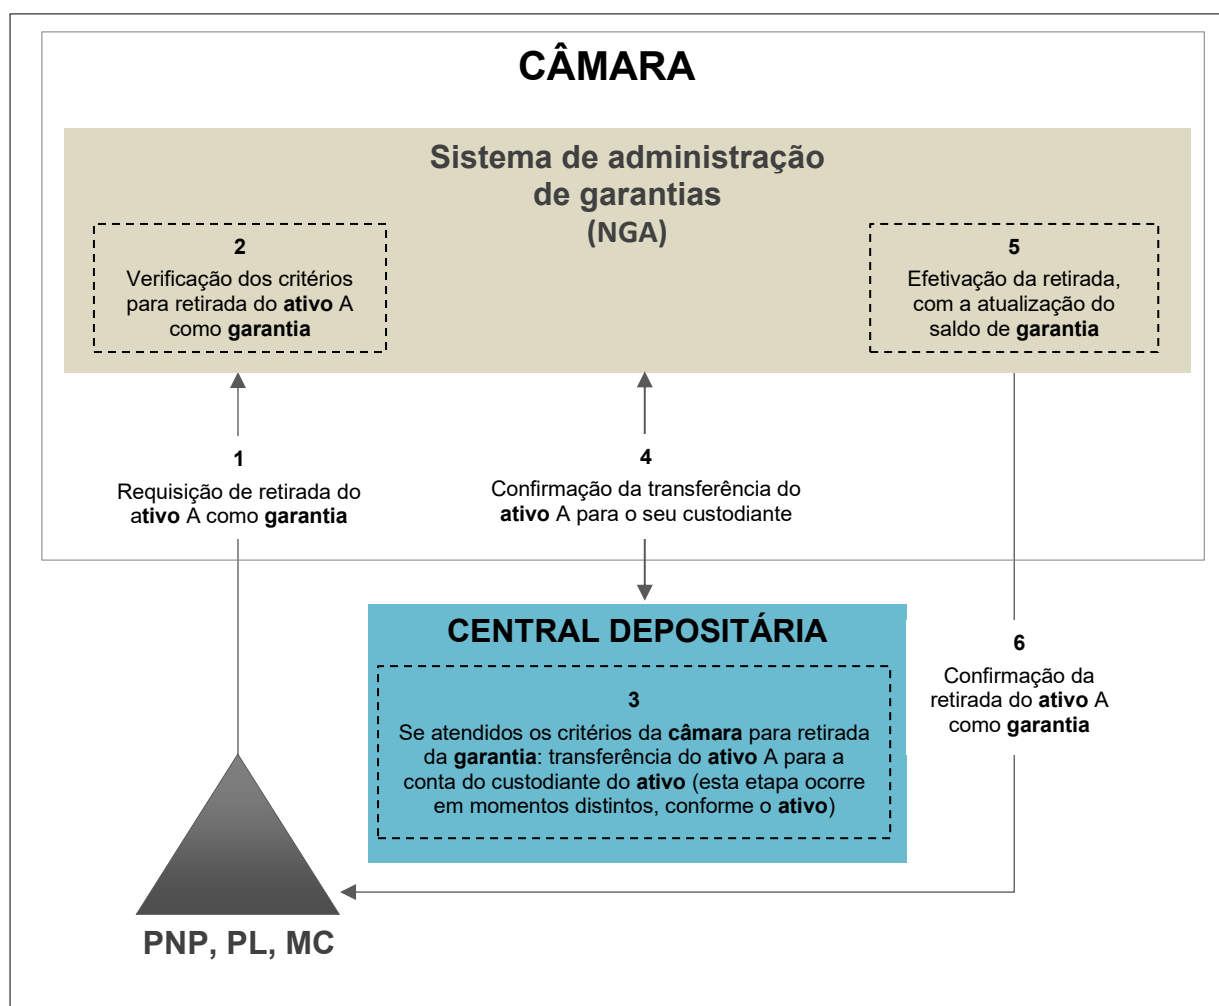 CÂMARA
Sistema de administração
de garantias
(NGA)
2
Verificação dos critérios
para retirada do ativo A
como garantia
5
Efetivação da retirada,
com a atualização do
saldo de garantia
1
Requisição de retirada do
ativo A como garantia
4
Confirmação da transferência do
ativo A para o seu custodiante
CENTRAL DEPOSITÁRIA
3
Se atendidos os critérios da câmara para retirada
da garantia: transferência do ativo A para a
conta do custodiante do ativo (esta etapa ocorre
em momentos distintos, conforme o ativo)
6
Confirmação da
retirada do ativo A
como garantia
PNP, PL, MC